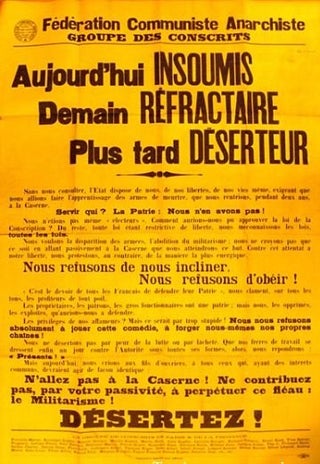 Fédération Communiste Anarchiste
GROUPE DES CONSCRITS
Aujourd'hui INSOUMIS
Demain RÉFRACTAIRE
Plus tard DÉSERTEUR
Sans nous consulter, l'Etat dispose de nous, de nos libertés, de nos vies même, exigeant que
nous allions faire l'apprentissage des armes de meurtre, que nous rentrions, pendant deux ans,
à la Caserne.
Servir qui ? La Patrie ! Nous n'en avons pas !
Nous n'étions pas même « électeurs ». Comment aurions-nous pu approuver la loi de la
Conscription ? Du reste, toute loi étant restrictive de liberté, nous méconnaissons les lois,
toutes les lois.
Nous voulons la disparition des armées, l'abolition du militarisme ; nous ne croyons pas que
ce soit en allant passivement à la Caserne que nous atteindrons ce but. Contre cet attentat à
notre liberté, nous protestons, au contraire, de la manière la plus énergique.
Nous refusons de nous incliner,
Nous refusons d'obéir !
« C'est le devoir de tous les Français de défendre leur Patrie », nous clament, sur tous les
tons, les profiteurs de tout poil.
Les propriétaires, les patrons, les gros fonctionnaires ont une patrie ; mais nous, les opprimés,
les exploités, qu'avons-nous à défendre ?
Les privilèges de nos affameurs ? Mais ce serait par trop stupide ! Nous nous refusons
absolument à jouer cette comédie, à forger nous-mêmes nos propres
chaînes !
Nous ne désertons pas par peur de la lutte ou par lâcheté. Que nos frères de travail se
dressent enfin un jour contre l'Autorité sous toutes ses formes, alors, nous répondrons :
« Présents ! »
Mais aujourd'hui, nous crions aux fils d'ouvriers, à tous ceux qui, ayant des intérêts
communs, devraient agir de façon identique :
N'allez pas à la Caserne ! Ne contribuez
pas, par votre passivité, à perpétuer ce fléau :
le Militarisme !
DÉSERTEZ !